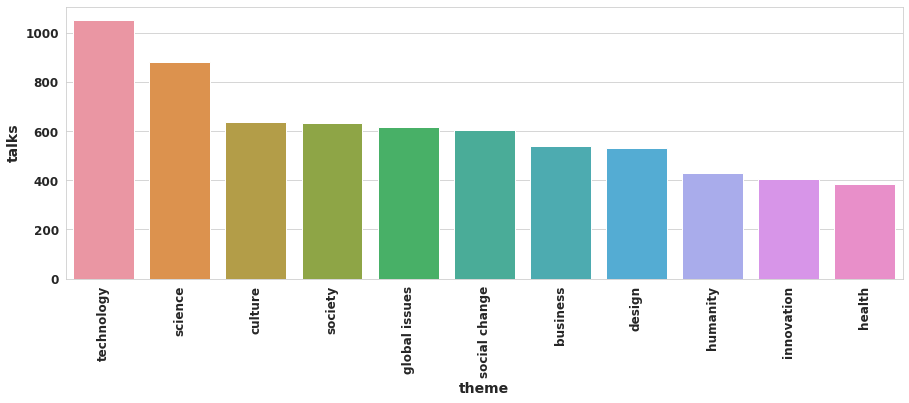 talks
1000
800
600
400
200
0
technology
science
culture
society
global issues
social change
business
design
humanity
innovation
health
theme